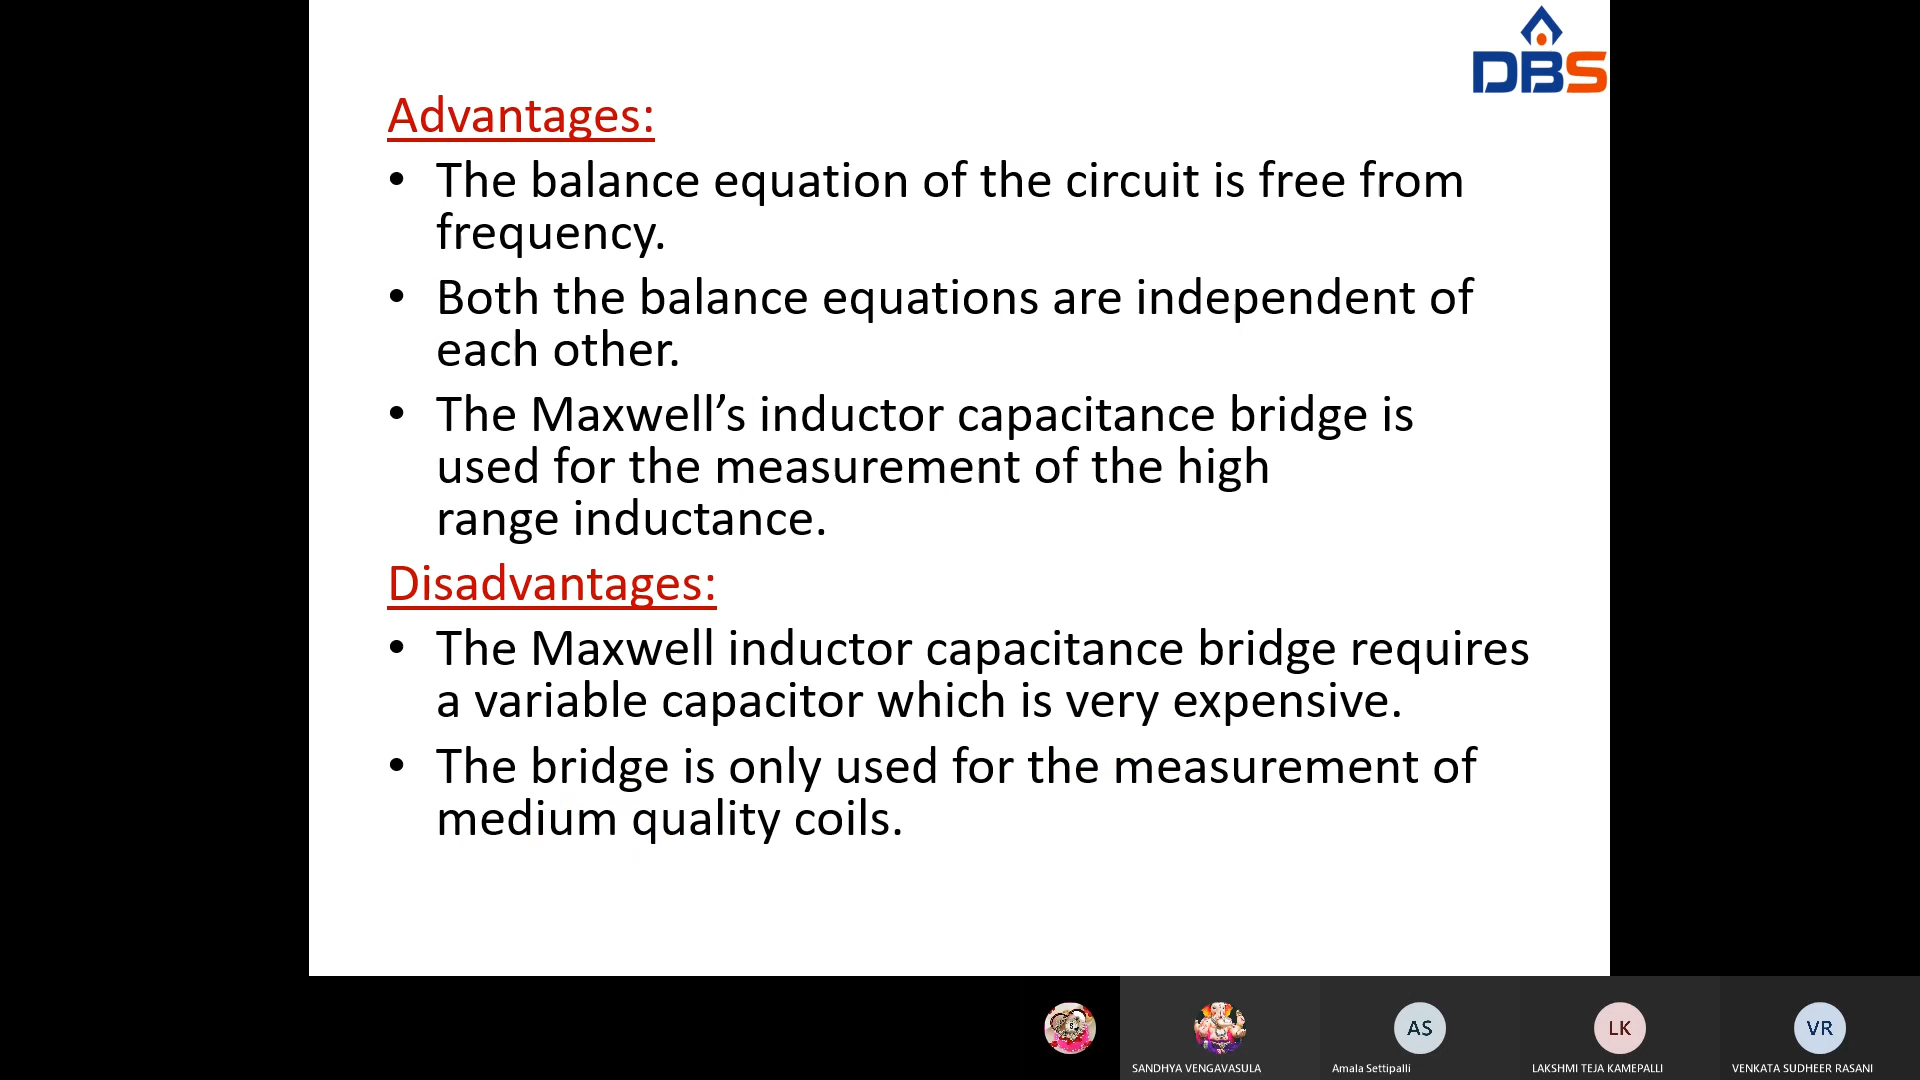 DBS
Advantages:
• The balance equation of the circuit is free from
frequency.
• Both the balance equations are independent of
each other.
• The Maxwell’s inductor capacitance bridge is
used for the measurement of the high
range inductance.
Disadvantages:
• The Maxwell inductor capacitance bridge requires
a variable capacitor which is very expensive.
• The bridge is only used for the measurement of
medium quality coils.
AS
LK
VR
SANDHYA VENGAVASULA
Amala Settipalli
LAKSHMI TEJA KAMEPALLI
VENKATA SUDHEER RASANI